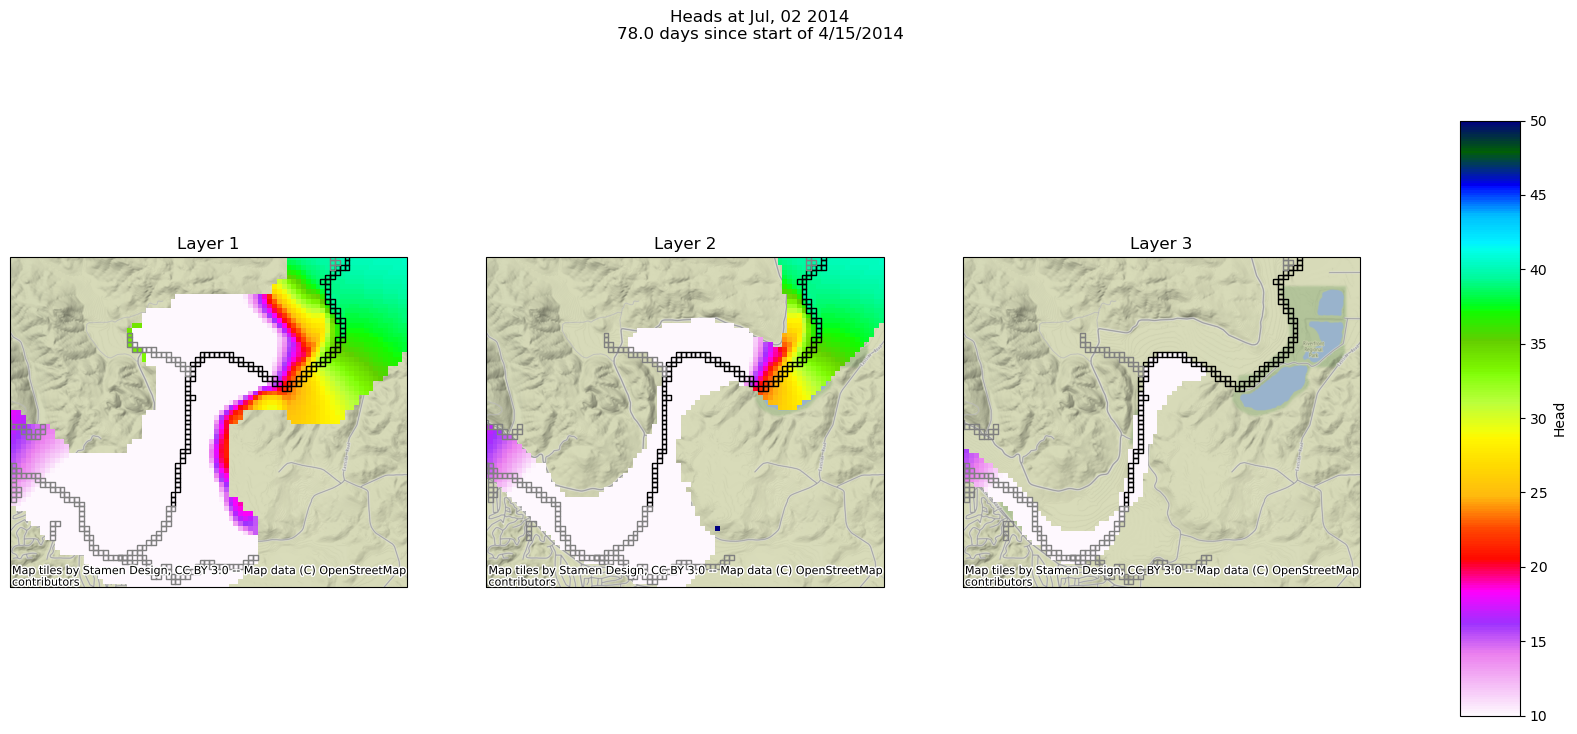 Heads at Jul, 02 2014
78.0 days since start of 4/15/2014
Layer 1
Layer 2
Layer 3
Map tiles by Stamen Design, CC BY 3.0 -- Map data (C) OpenStreetMap
contributors
Map tiles by Stamen Design, CC BY 3.0 -- Map data (C) OpenStreetMap
contributors
Map tiles by Stamen Design, CC BY 3.0 -- Map data (C) OpenStreetMap
contributors
50
45
40
35
30
25
20
15
10
Head